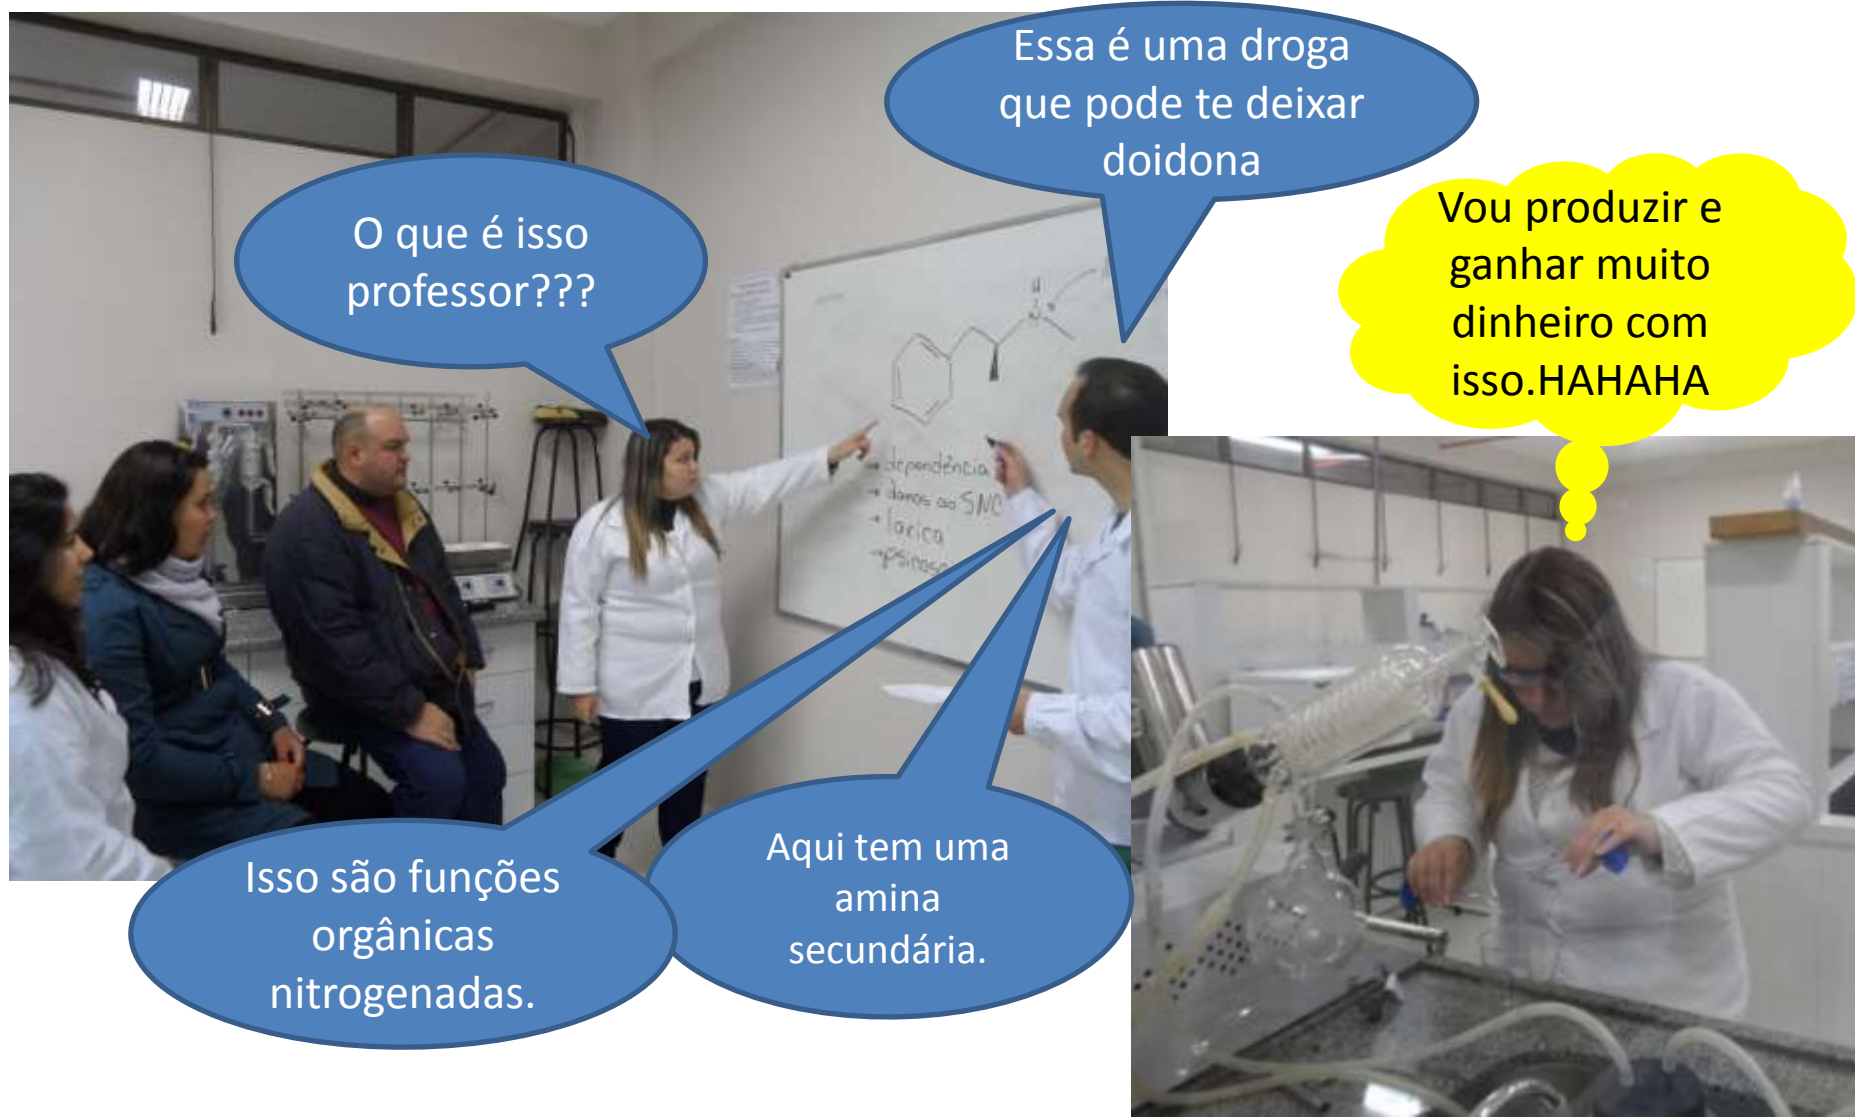 Essa é uma droga
que pode te deixar
doidona
O que é isso
professor???
Vou produzir e
ganhar muito
dinheiro com
isso.HAHAHA
H
N
→ dependência
→ danos ao SNC
Isso são funções
orgânicas
nitrogenadas.
Aqui tem uma
amina
secundária.